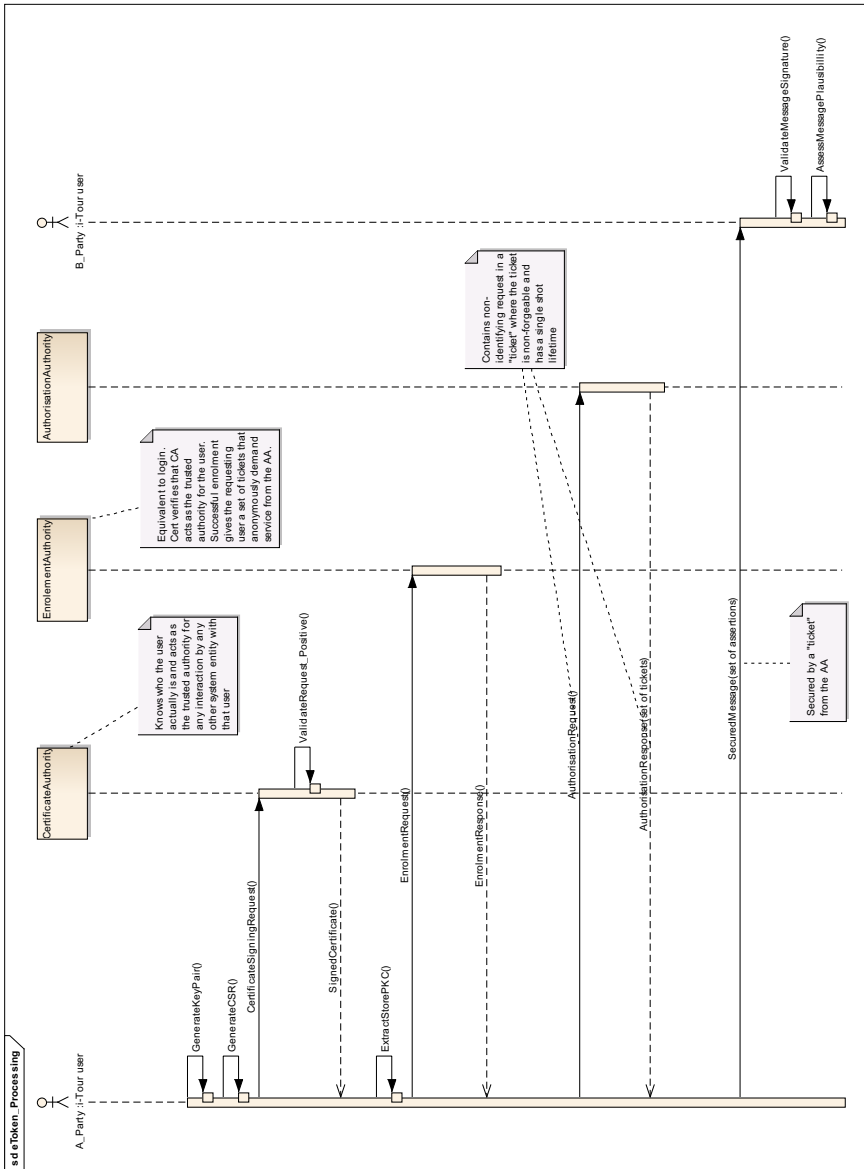 sd eToken_Processing
A_Party :i-Tour user
CertificateAuthority
EnrolementAuthority
AuthorisationAuthority
B_Party :i-Tour user
Knows who the user
actually is and acts as
the trusted authority for
any interaction by any
other system entity with
that user
Equivalent to login.
Cert verifies that CA
acts as the trusted
authority for the user.
Successful enrolment
gives the requesting
user a set of tickets that
anonymously demand
service from the AA.
GenerateKeyPair()
GenerateCSR()
CertificateSigningRequest()
ValidateRequest_Positive()
SignedCertificate()
ExtractStorePKC()
EnrolmentRequest()
EnrolmentResponse()
Contains non-
identifying request in a
"ticket" where the ticket
is non-forgeable and
has a single shot
lifetime
AuthorisationRequest()
AuthorisationResponse(set of tickets)
SecuredMessage(set of assertions)
Secured by a "ticket"
from the AA
ValidateMessageSignature()
AssessMessagePlausibillity()